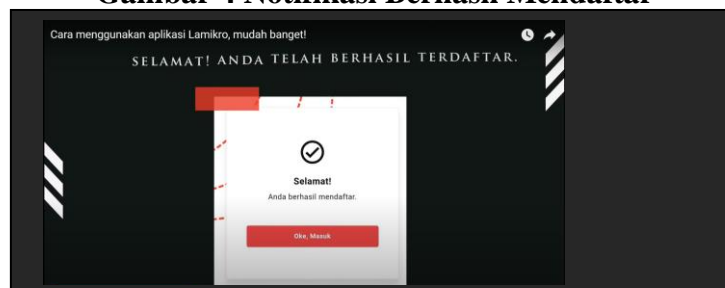 Gambar 4 Notifikasi Berhasil Mendaftar
Cara menggunakan aplikasi Lamikro, mudah banget!
SELAMAT! ANDA TELAH BERHASIL TERDAFTAR.
Selamat!
Anda berhasil mendaftar.
Oke, Masuk